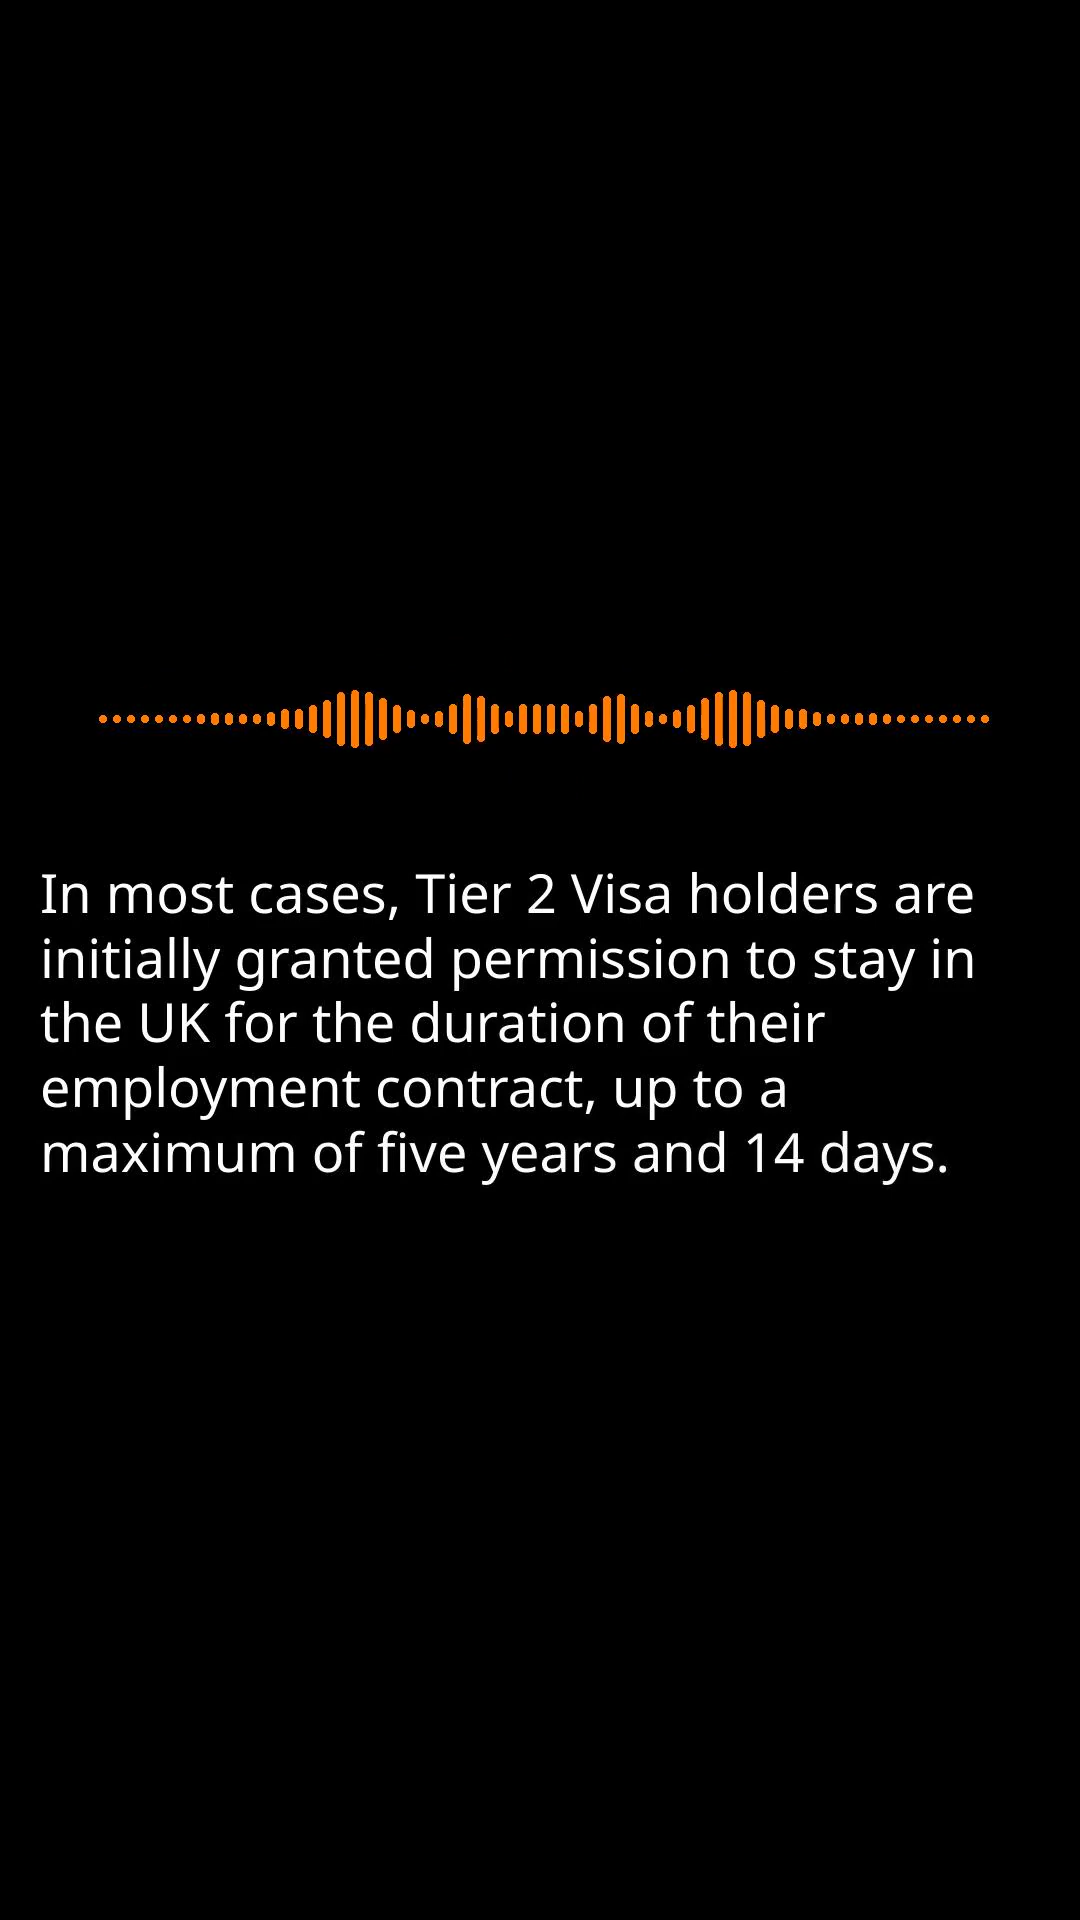 In most cases, Tier 2 Visa holders are
initially granted permission to stay in
the UK for the duration of their
employment contract, up to a
maximum of five years and 14 days.